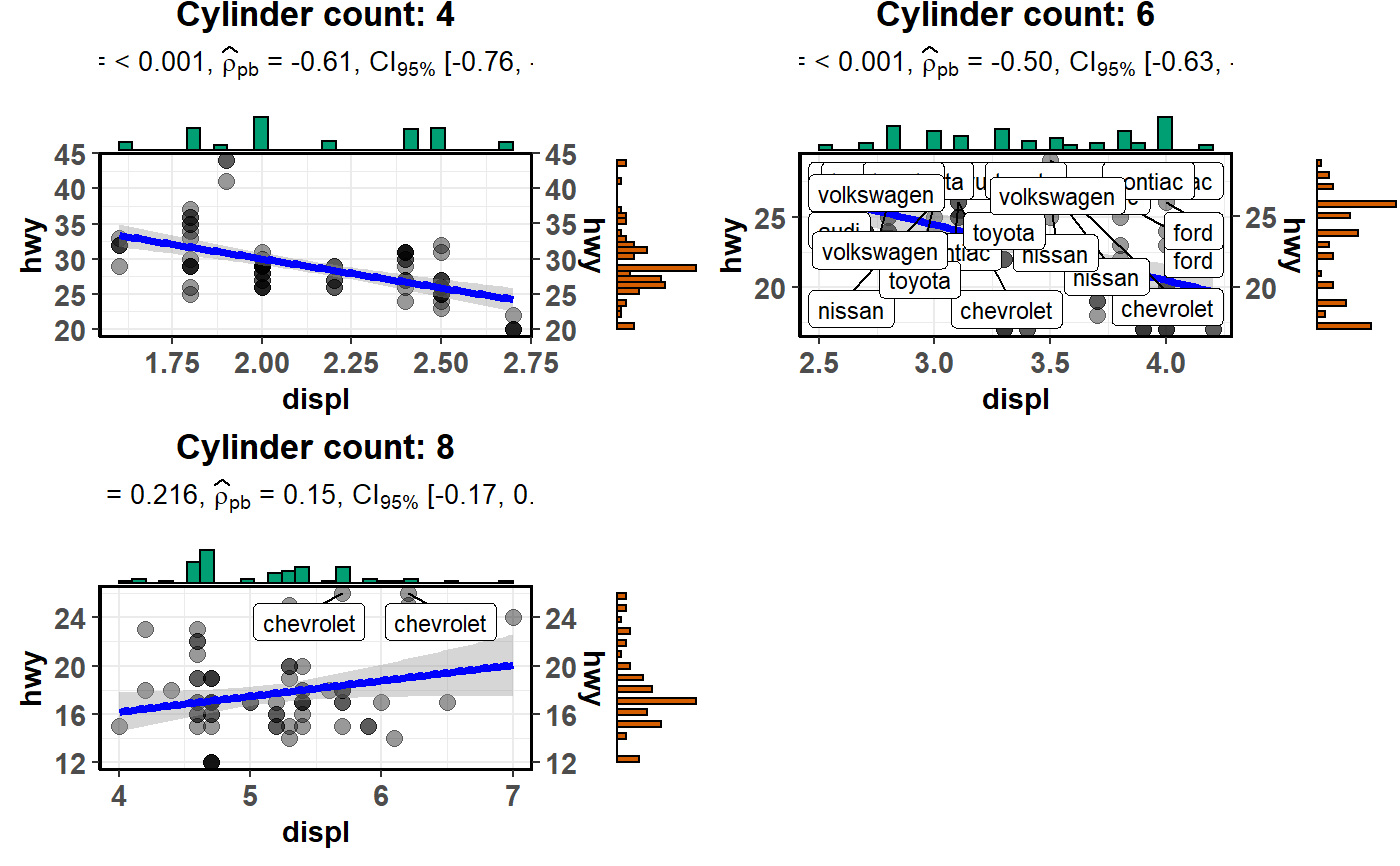 Cylinder count: 4
= < 0.001, ρ̂pb = -0.61, CI95% [-0.76, -
45
40
35
30
25
20
hwy
45
40
35
30
25
20
hwy
1.75 2.00 2.25 2.50 2.75
displ
Cylinder count: 6
= < 0.001, ρ̂pb = -0.50, CI95% [-0.63, -
25
20
hwy
volkswagen
volkswagen
toyota
ford
volkswagen
nissan
ford
toyota
nissan
nissan
chevrolet
chevrolet
25
20
hwy
2.5 3.0 3.5 4.0
displ
Cylinder count: 8
= 0.216, ρ̂pb = 0.15, CI95% [-0.17, 0.
24
20
16
12
hwy
chevrolet chevrolet
24
20
16
12
hwy
4 5 6 7
displ